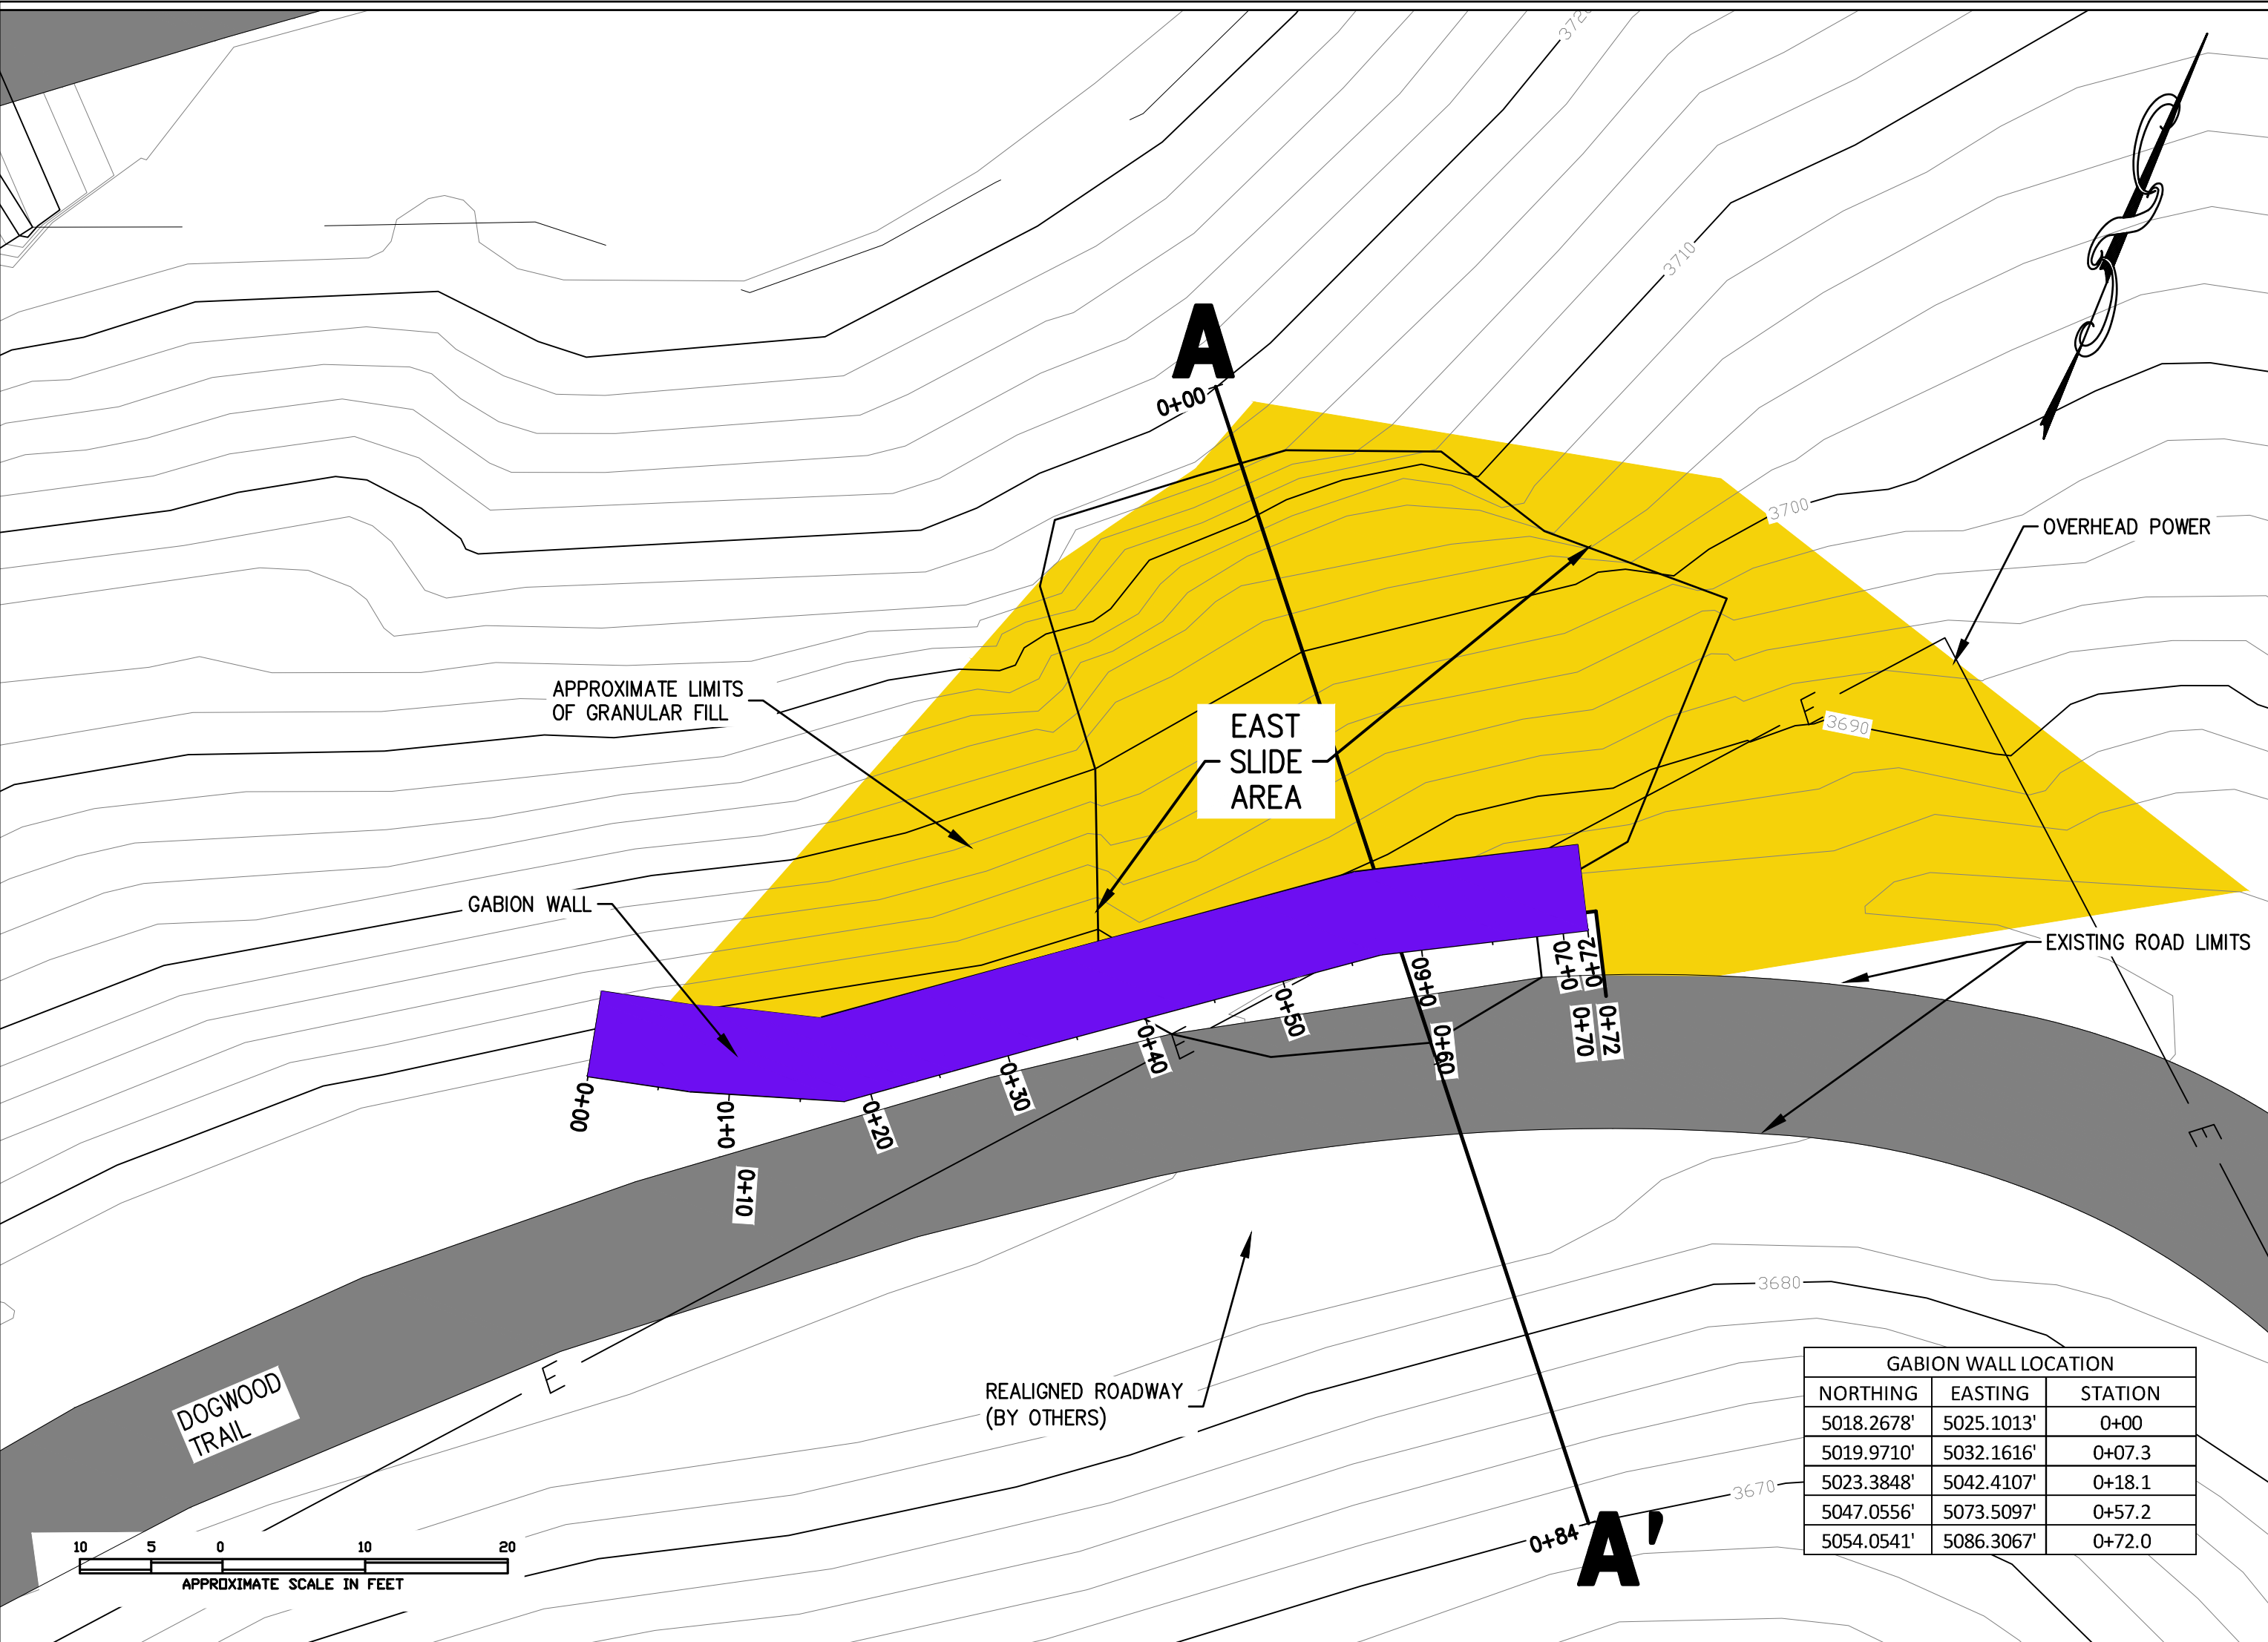 3720
3710
A
0+00
3700
OVERHEAD POWER
APPROXIMATE LIMITS
OF GRANULAR FILL
EAST
SLIDE
AREA
E
3690
GABION WALL
EXISTING ROAD LIMITS
0+00
0+10
0+20
0+30
0+40
0+50
0+60
0+70
0+72
0+10
0+60
0+70
0+72
E
E
E
3680
DOGWOOD
TRAIL
REALIGNED ROADWAY
(BY OTHERS)
3670
0+84
A'
GABION WALL LOCATION
NORTHING EASTING STATION
5018.2678' 5025.1013' 0+00
5019.9710' 5032.1616' 0+07.3
5023.3848' 5042.4107' 0+18.1
5047.0556' 5073.5097' 0+57.2
5054.0541' 5086.3067' 0+72.0
10 5 0 10 20
APPROXIMATE SCALE IN FEET